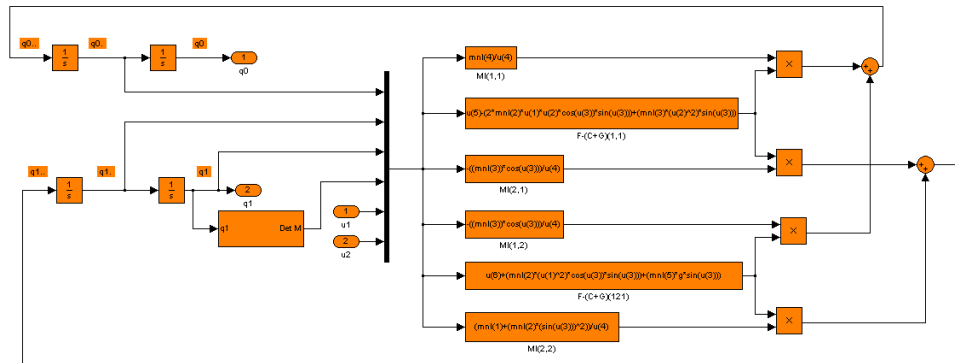 q0..
1
s
q0.
1
s
q0
1
q0
mnl(4)/u(4)
MI(1,1)
×
+
+
u(5)-(2*mnl(2)*u(1)*u(2)*cos(u(3))*sin(u(3)))+(mnl(3)*(u(2)^2)*sin(u(3)))
F-(C+G)(1,1)
q1..
1
s
q1.
1
s
q1
2
q1
-((mnl(3))*cos(u(3)))/u(4)
MI(2,1)
×
+
+
q1
Det M
1
u1
2
u2
-((mnl(3))*cos(u(3)))/u(4)
MI(1,2)
×
u(6)+(mnl(2)*(u(1)^2)*cos(u(3))*sin(u(3)))+(mnl(5)*g*sin(u(3)))
F-(C+G)(121)
(mnl(1)+(mnl(2)*(sin(u(3)))^2))/u(4)
MI(2,2)
×